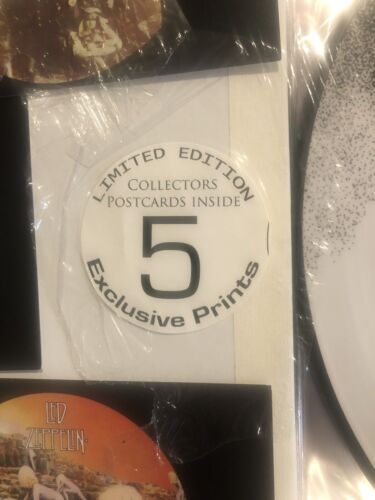 LIMITED EDITION
COLLECTORS
POSTCARDS INSIDE
5
Exclusive Prints
LED
ZEPPELIN